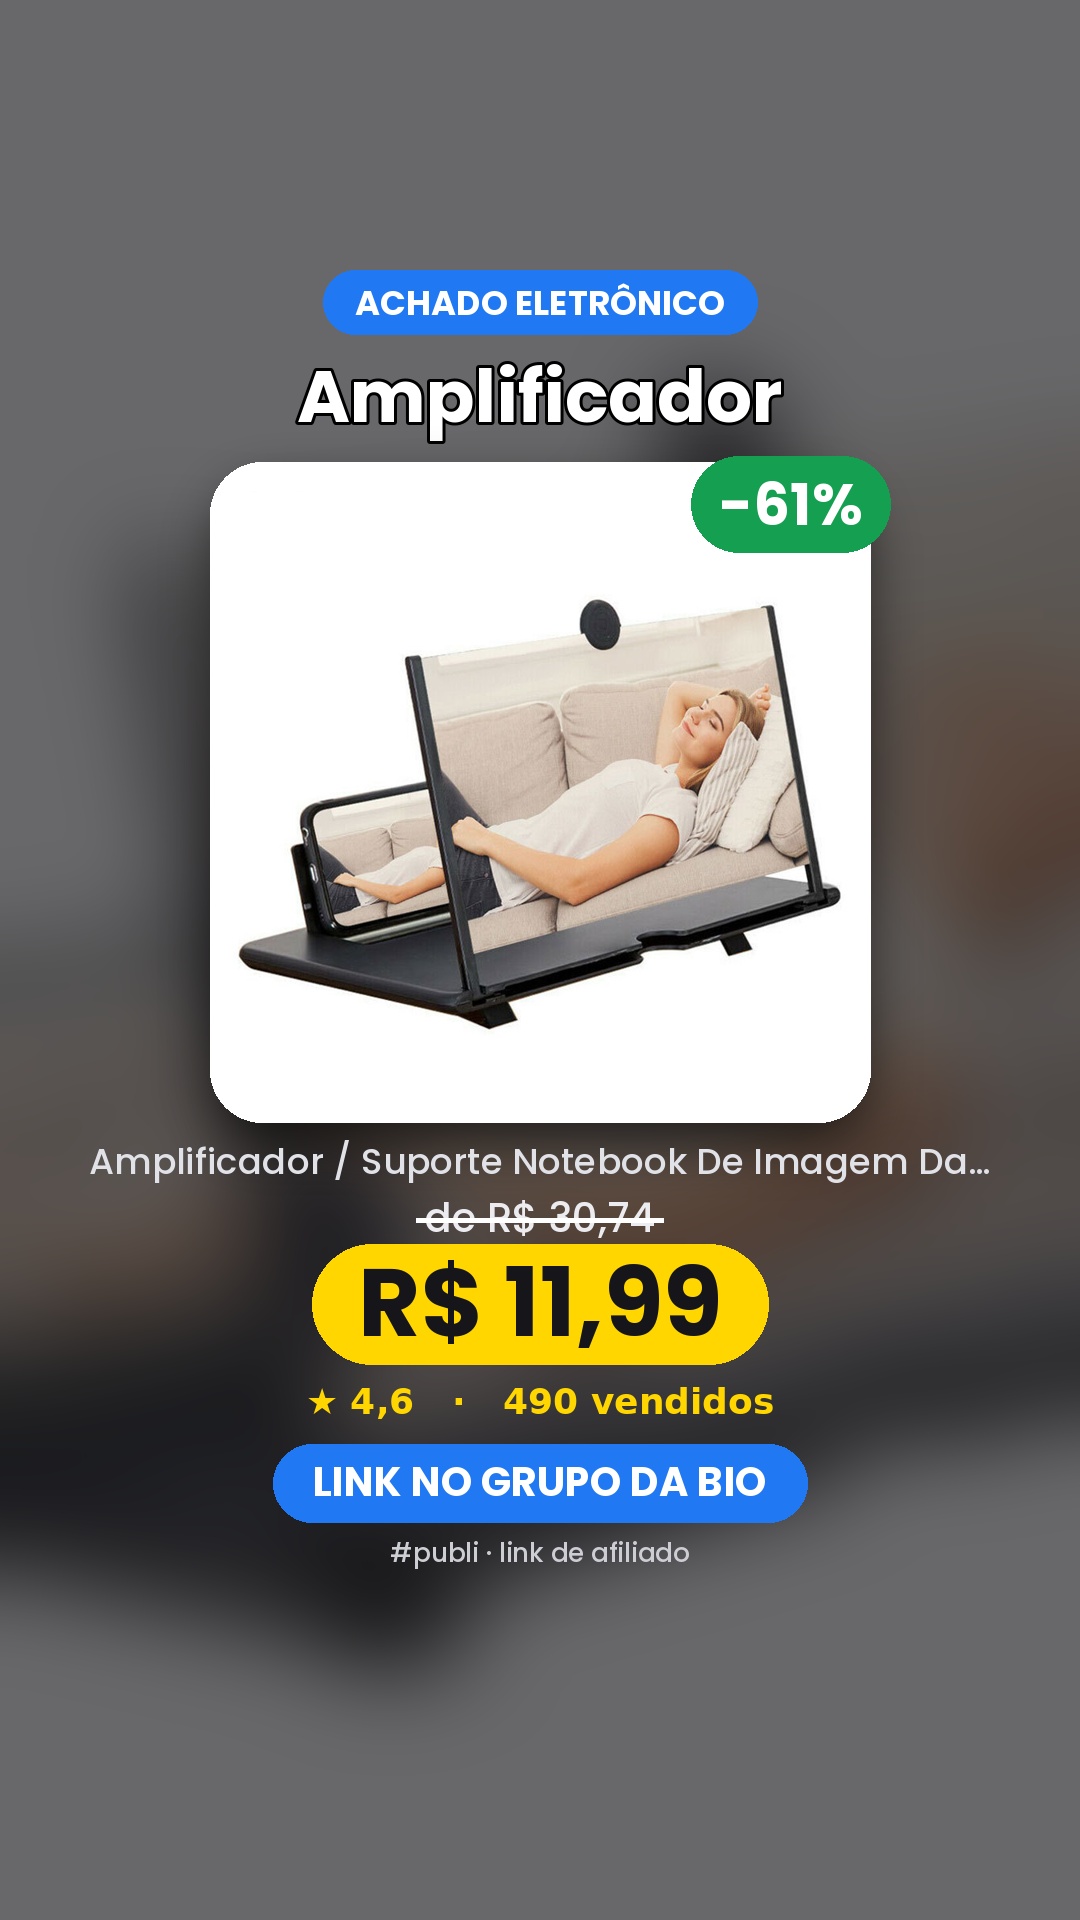 ACHADO ELETRÔNICO
Amplificador
-61%
Amplificador / Suporte Notebook De Imagem Da...
de R$ 30,74
R$ 11,99
★ 4,6 · 490 vendidos
LINK NO GRUPO DA BIO
#publi · link de afiliado